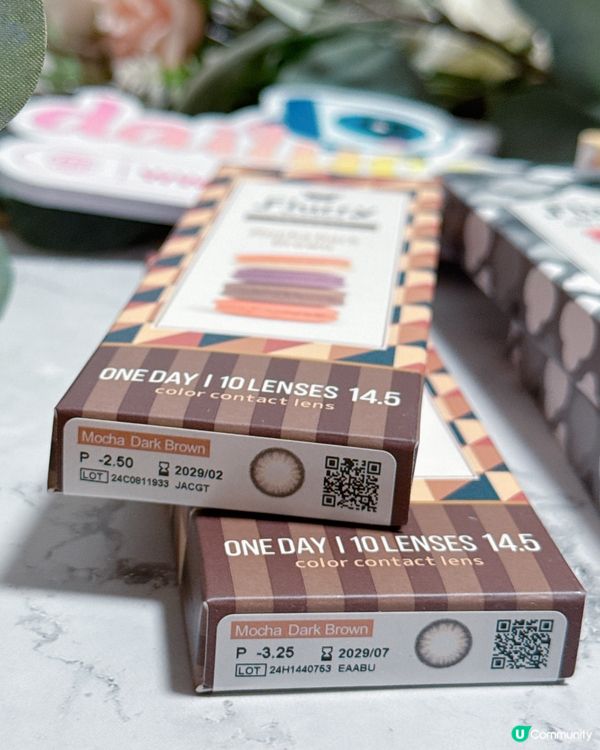 Flurry
ONE DAY | 10 LENSES 14.5
color contact lens
Mocha Dark Brown
P -2.50 2029/02
LOT 24C0811933 JACGT
ONE DAY | 10 LENSES 14.5
color contact lens
Mocha Dark Brown
P -3.25 2029/07
LOT 24H1440763 EAABU
U Community